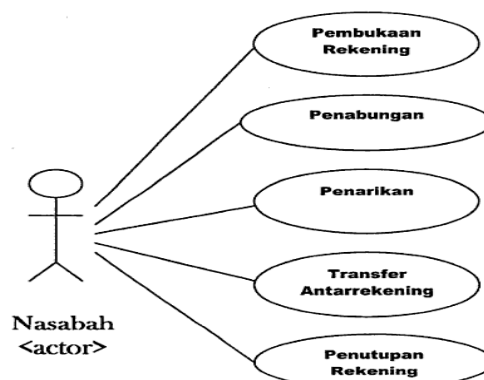 Pembukaan
Rekening
Penabungan
Penarikan
Transfer
Antarrekening
Penutupan
Rekening
Nasabah
<actor>